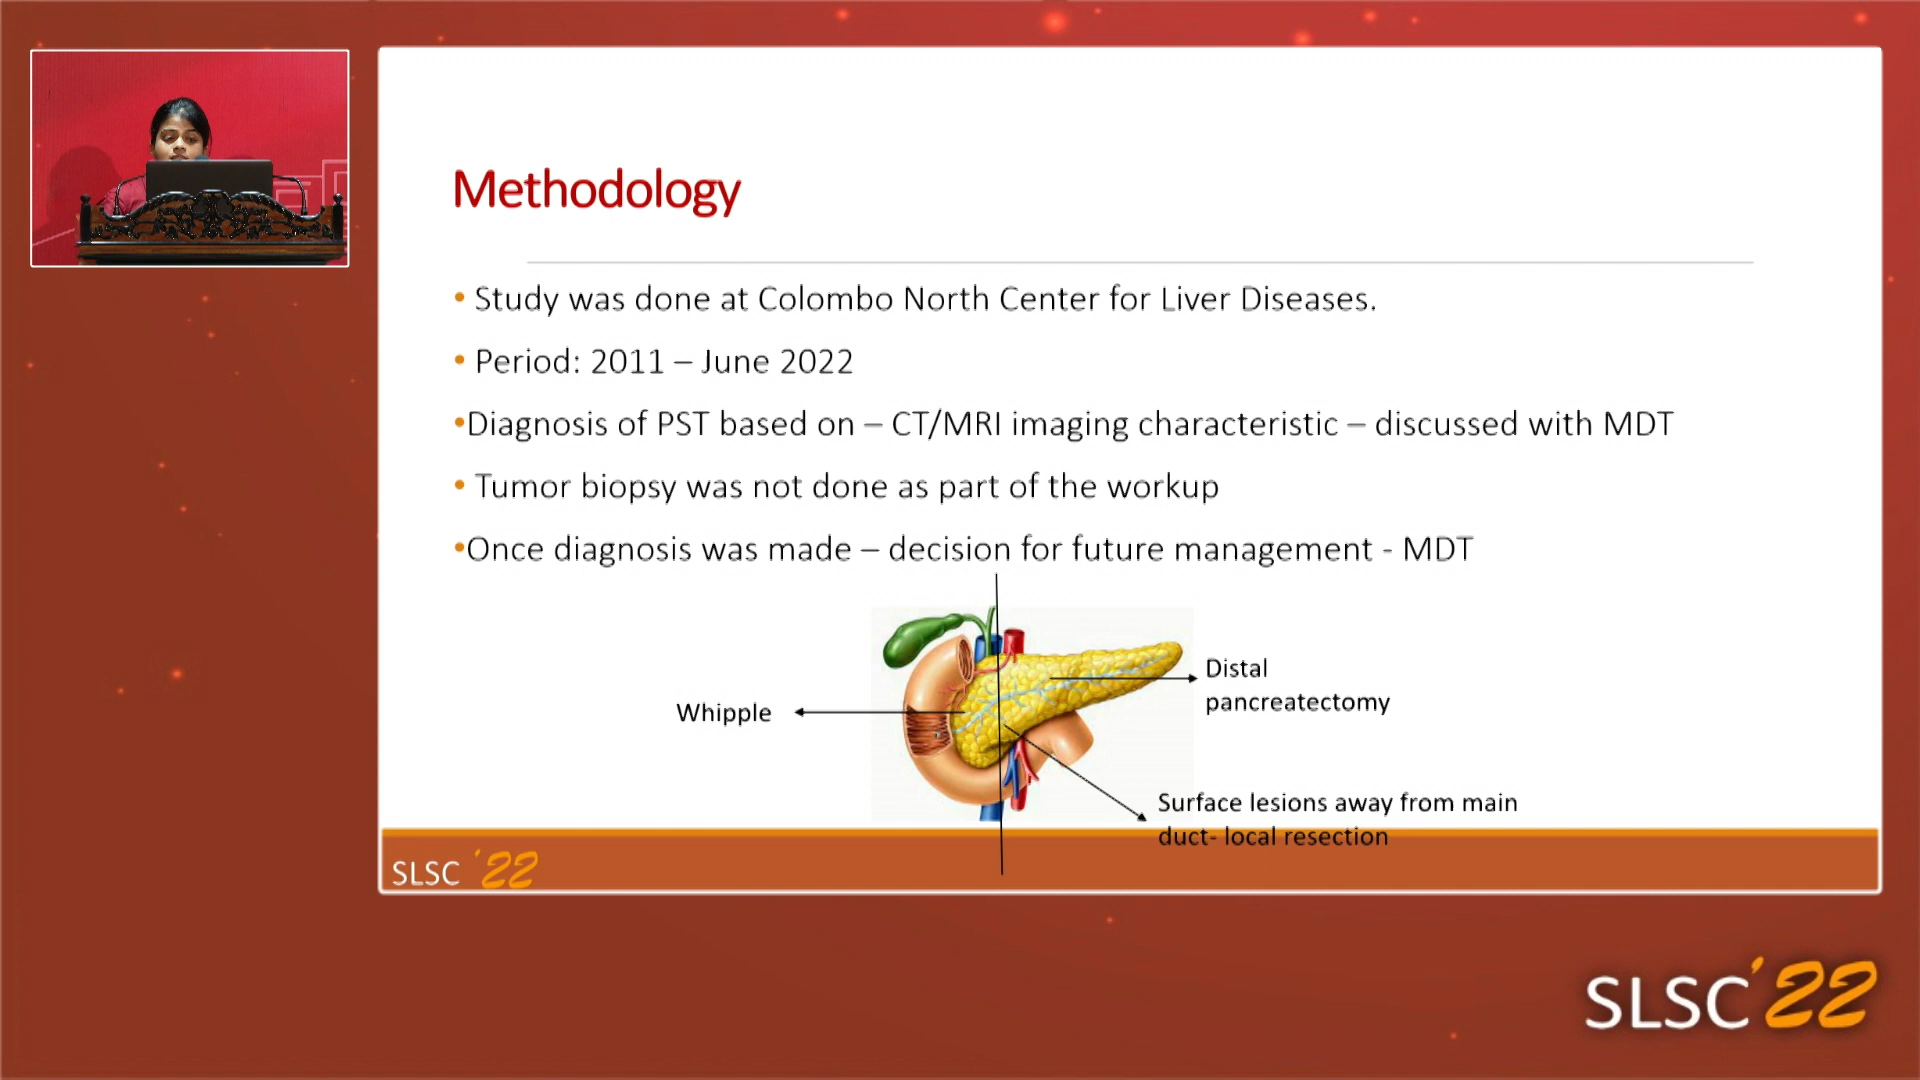 Methodology
• Study was done at Colombo North Center for Liver Diseases.
• Period: 2011 – June 2022
•Diagnosis of PST based on – CT/MRI imaging characteristic – discussed with MDT
• Tumor biopsy was not done as part of the workup
•Once diagnosis was made – decision for future management - MDT
Whipple
Distal
pancreatectomy
Surface lesions away from main
duct- local resection
SLSC '22
SLSC '22